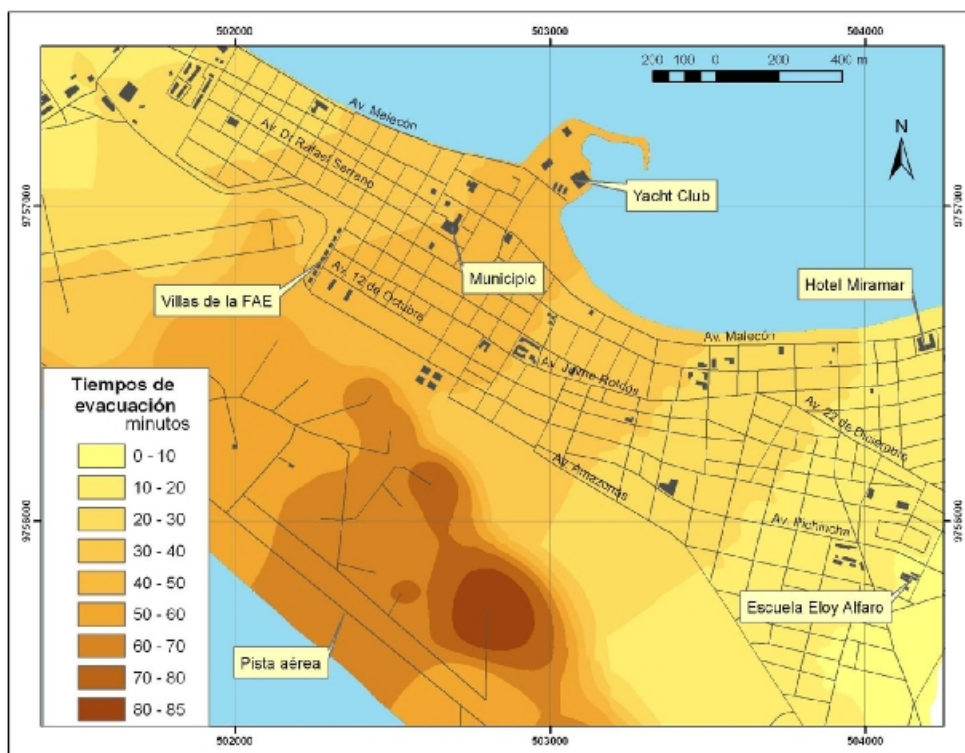 502000
503000
504000
200 100 0 200 400 m
Av. Malecón
N
Av. Dr Rafael Serrano
Yacht Club
9757000
9757000
Municipio
Villas de la FAE
Av. 12 de Octubre
Hotel Miramar
Av. Malecón
Av. Jaime Roldós
Av. 22 de Diciembre
Tiempos de
evacuación
minutos
0 - 10
10 - 20
20 - 30
30 - 40
40 - 50
50 - 60
60 - 70
70 - 80
80 - 85
Av. Amazonas
9756000
Av. Pichincha
Escuela Eloy Alfaro
Pista aérea
502000
503000
504000